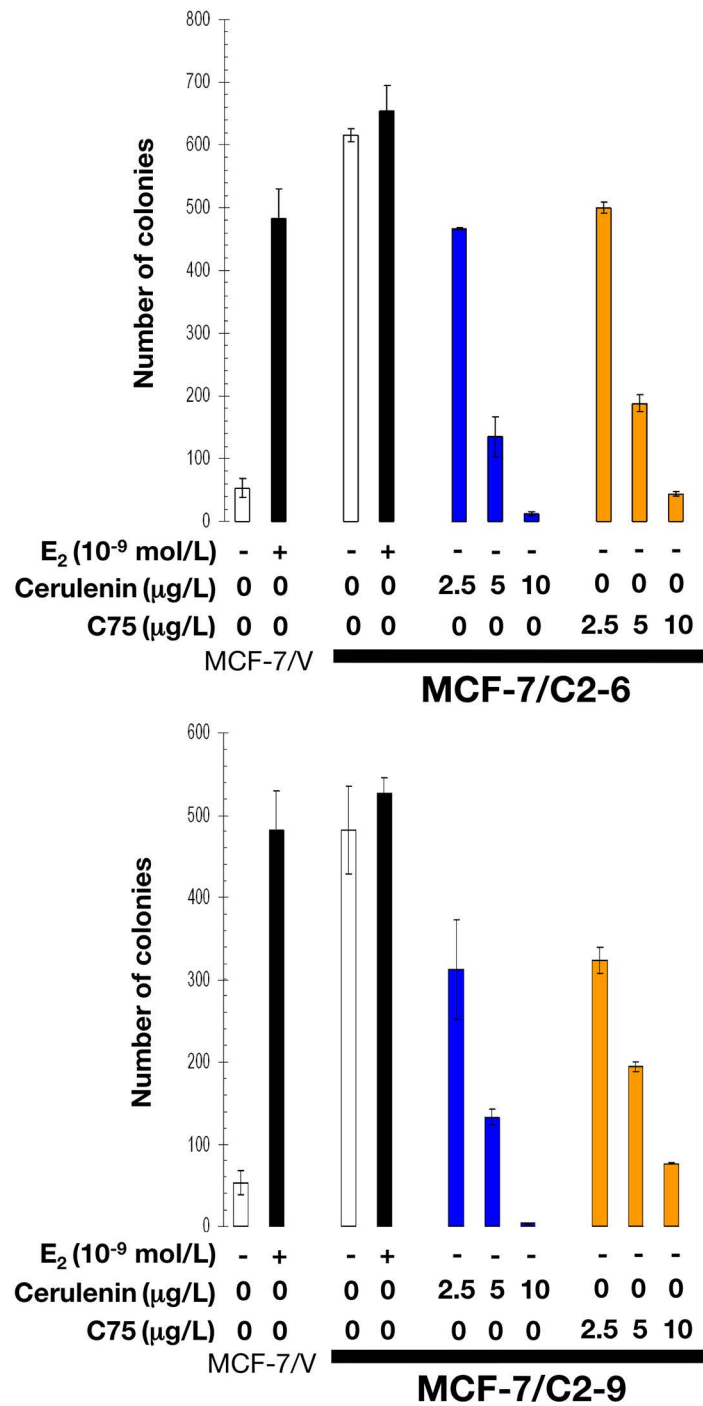 800
700
600
500
400
300
200
100
0
Number of colonies
E₂ (10⁻⁹ mol/L) - + - + - - - - - -
Cerulenin (μg/L) 0 0 0 0 2.5 5 10 0 0 0
C75 (μg/L) 0 0 0 0 0 0 0 2.5 5 10
MCF-7/V
MCF-7/C2-6
600
500
400
300
200
100
0
Number of colonies
E₂ (10⁻⁹ mol/L) - + - + - - - - - -
Cerulenin (μg/L) 0 0 0 0 2.5 5 10 0 0 0
C75 (μg/L) 0 0 0 0 0 0 0 2.5 5 10
MCF-7/V
MCF-7/C2-9